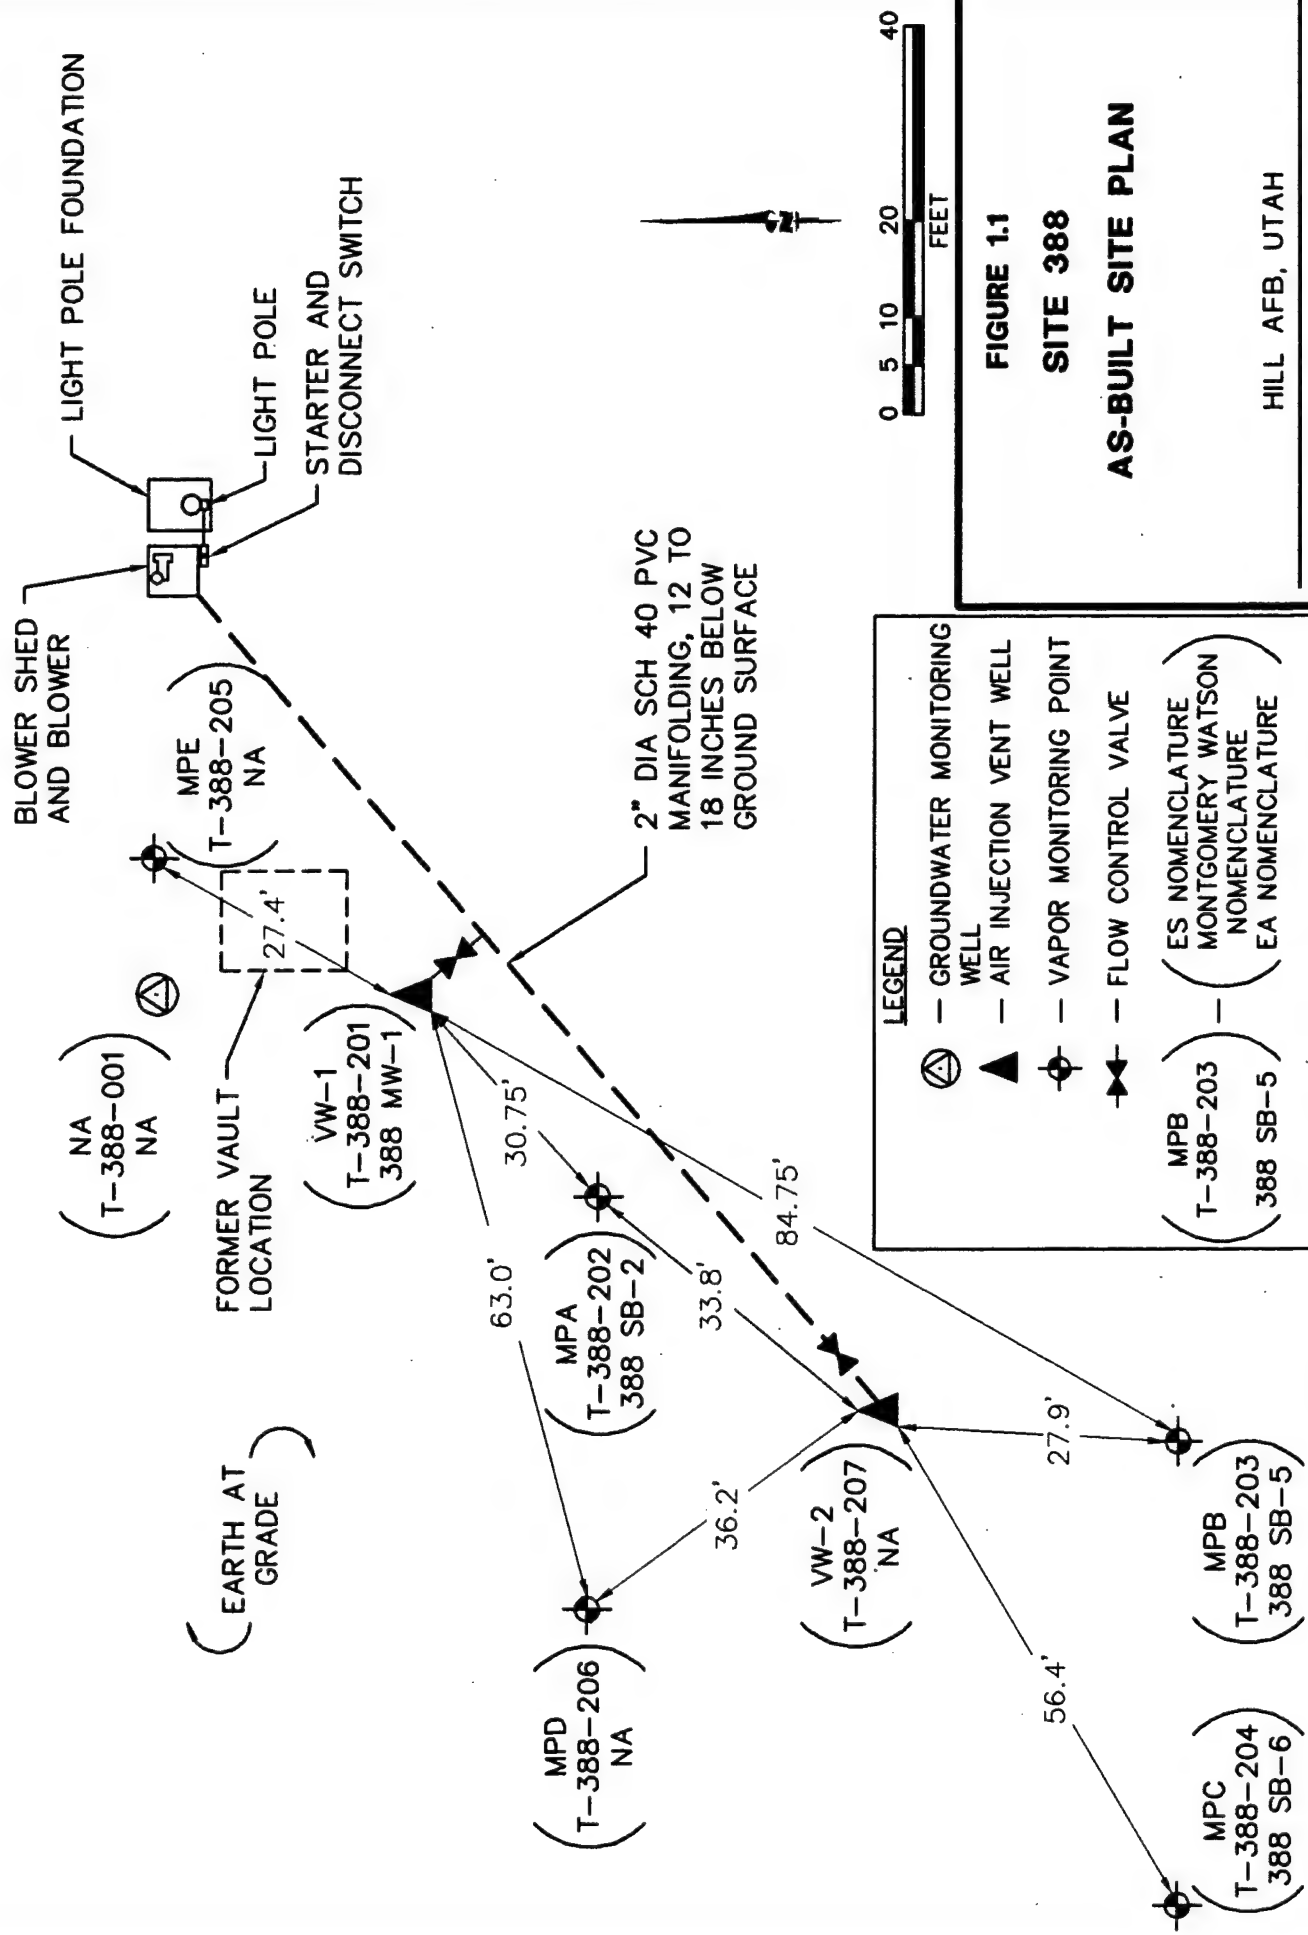 BLOWER SHED
AND BLOWER
LIGHT POLE FOUNDATION
LIGHT POLE
STARTER AND
DISCONNECT SWITCH
MPE
T-388-205
NA
27.4'
NA
T-388-001
NA
FORMER VAULT
LOCATION
VW-1
T-388-201
388 MW-1
2" DIA SCH 40 PVC
MANIFOLDING, 12 TO
18 INCHES BELOW
GROUND SURFACE
30.75'
63.0'
84.75'
MPA
T-388-202
388 SB-2
33.8'
EARTH AT
GRADE
36.2'
MPD
T-388-206
NA
VW-2
T-388-207
NA
27.9'
56.4'
MPB
T-388-203
388 SB-5
MPC
T-388-204
388 SB-6
N
0 5 10 20 40
FEET
LEGEND
— GROUNDWATER MONITORING
WELL
— AIR INJECTION VENT WELL
— VAPOR MONITORING POINT
— FLOW CONTROL VALVE
MPB
T-388-203
388 SB-5
—
ES NOMENCLATURE
MONTGOMERY WATSON
NOMENCLATURE
EA NOMENCLATURE
FIGURE 1.1
SITE 388
AS-BUILT SITE PLAN
HILL AFB, UTAH